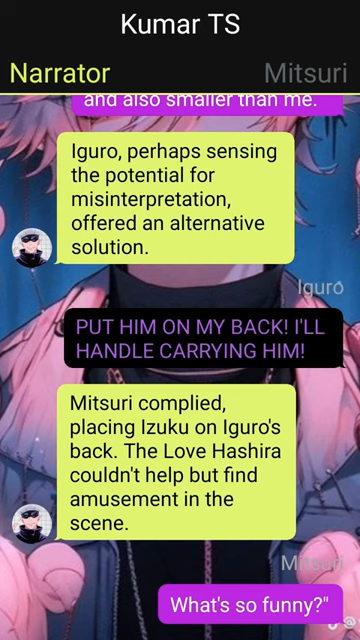 Kumar TS
Narrator
Mitsuri
and also smaller than me.
Iguro, perhaps sensing
the potential for
misinterpretation,
offered an alternative
solution.
Iguro
PUT HIM ON MY BACK! I'LL
HANDLE CARRYING HIM!
Mitsuri complied,
placing Izuku on Iguro's
back. The Love Hashira
couldn't help but find
amusement in the
scene.
Mitsuri
What's so funny?"